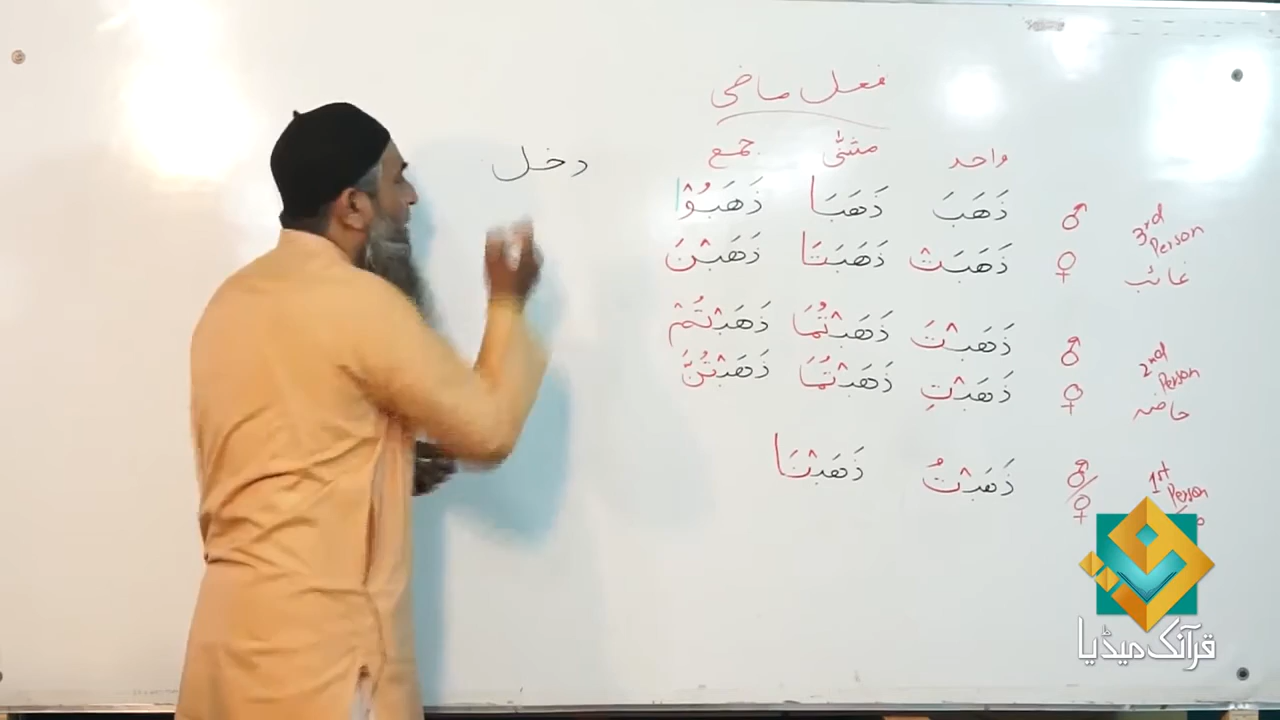 فعل ماضی
واحد مثنّٰی جمع
3rd Person غائب
♂ ذَهَبَ ذَهَبَا ذَهَبُوْا
♀ ذَهَبَتْ ذَهَبَتَا ذَهَبْنَ
2nd Person حاضر
♂ ذَهَبْتَ ذَهَبْتُمَا ذَهَبْتُمْ
♀ ذَهَبْتِ ذَهَبْتُمَا ذَهَبْتُنَّ
1st Person
♂/♀ ذَهَبْتُ ذَهَبْنَا
دخل
قرآنک میڈیا